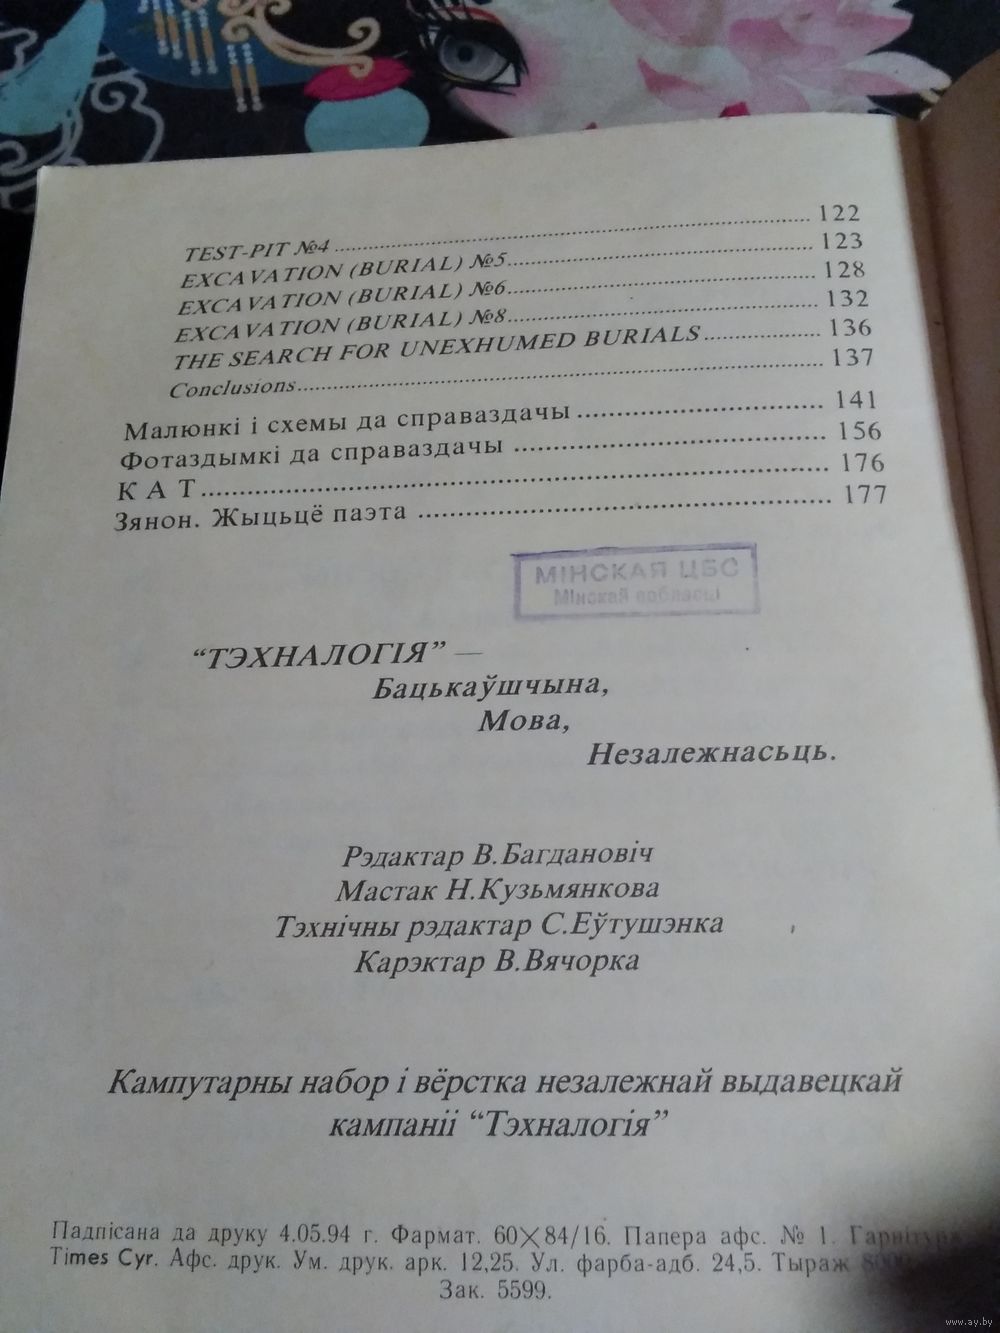 TEST-PIT №4 ........ 122
EXCAVATION (BURIAL) №5 ........ 123
EXCAVATION (BURIAL) №6 ........ 128
EXCAVATION (BURIAL) №8 ........ 132
THE SEARCH FOR UNEXHUMED BURIALS ........ 136
Conclusions ........ 137
Малюнкі і схемы да справаздачы ........ 141
Фотаздымкі да справаздачы ........ 156
К А Т ........ 176
Зянон. Жыцьцё паэта ........ 177
МІНСКАЯ ЦБС
Мінскай вобласці
“ТЭХНАЛОГІЯ” —
Бацькаўшчына,
Мова,
Незалежнасьць.
Рэдактар В.Багдановіч
Мастак Н.Кузьмянкова
Тэхнічны рэдактар С.Еўтушэнка
Карэктар В.Вячорка
Кампутарны набор і вёрстка незалежнай выдавецкай
кампаніі “Тэхналогія”
Падпісана да друку 4.05.94 г. Фармат. 60×84/16. Папера афс. № 1. Гарнітура
Times Cyr. Афс. друк. Ум. друк. арк. 12,25. Ул. фарба-адб. 24,5. Тыраж
Зак. 5599.
www.ay.by